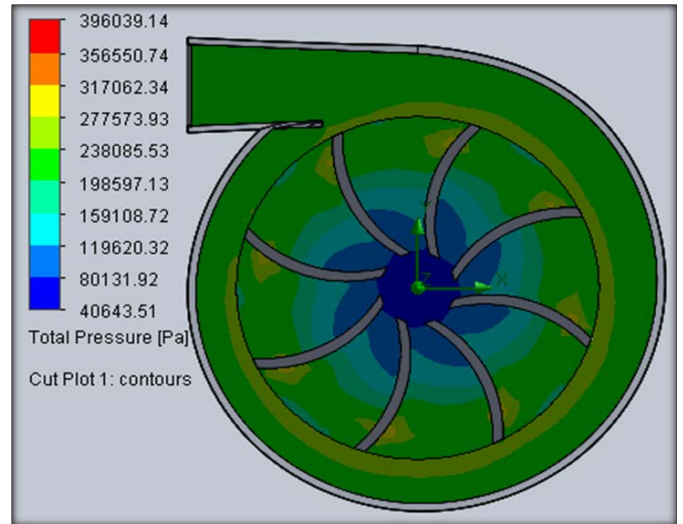 396039.14
356550.74
317062.34
277573.93
238085.53
198597.13
159108.72
119620.32
80131.92
40643.51
Total Pressure [Pa]
Cut Plot 1: contours
Y
Z
X